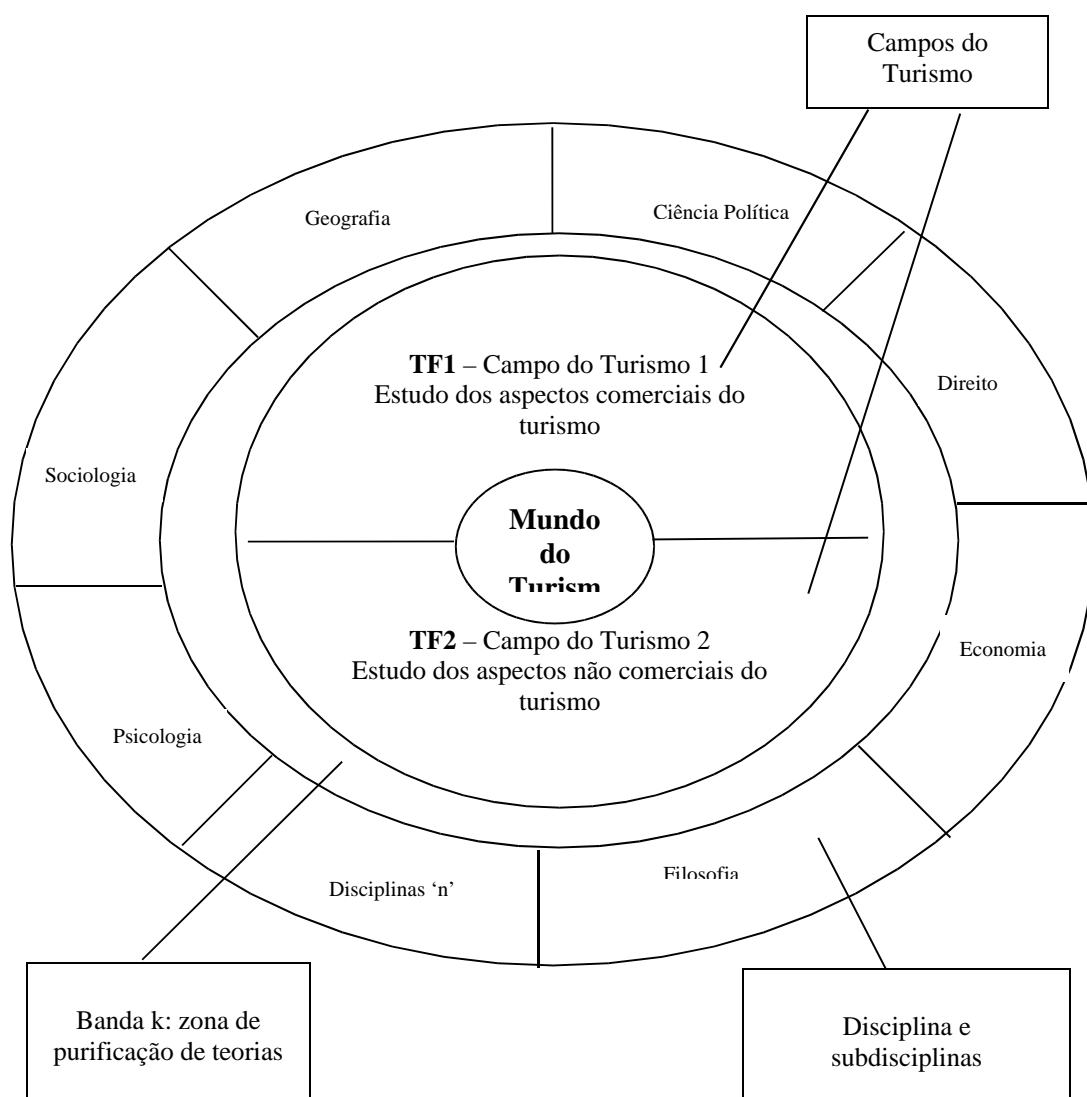 Campos do
Turismo
Geografia
Ciência Política
TF1 – Campo do Turismo 1
Estudo dos aspectos comerciais do
turismo
Direito
Sociologia
Mundo
do
Turism
TF2 – Campo do Turismo 2
Estudo dos aspectos não comerciais do
turismo
Economia
Psicologia
Disciplinas ‘n’
Filosofia
Banda k: zona de
purificação de teorias
Disciplina e
subdisciplinas